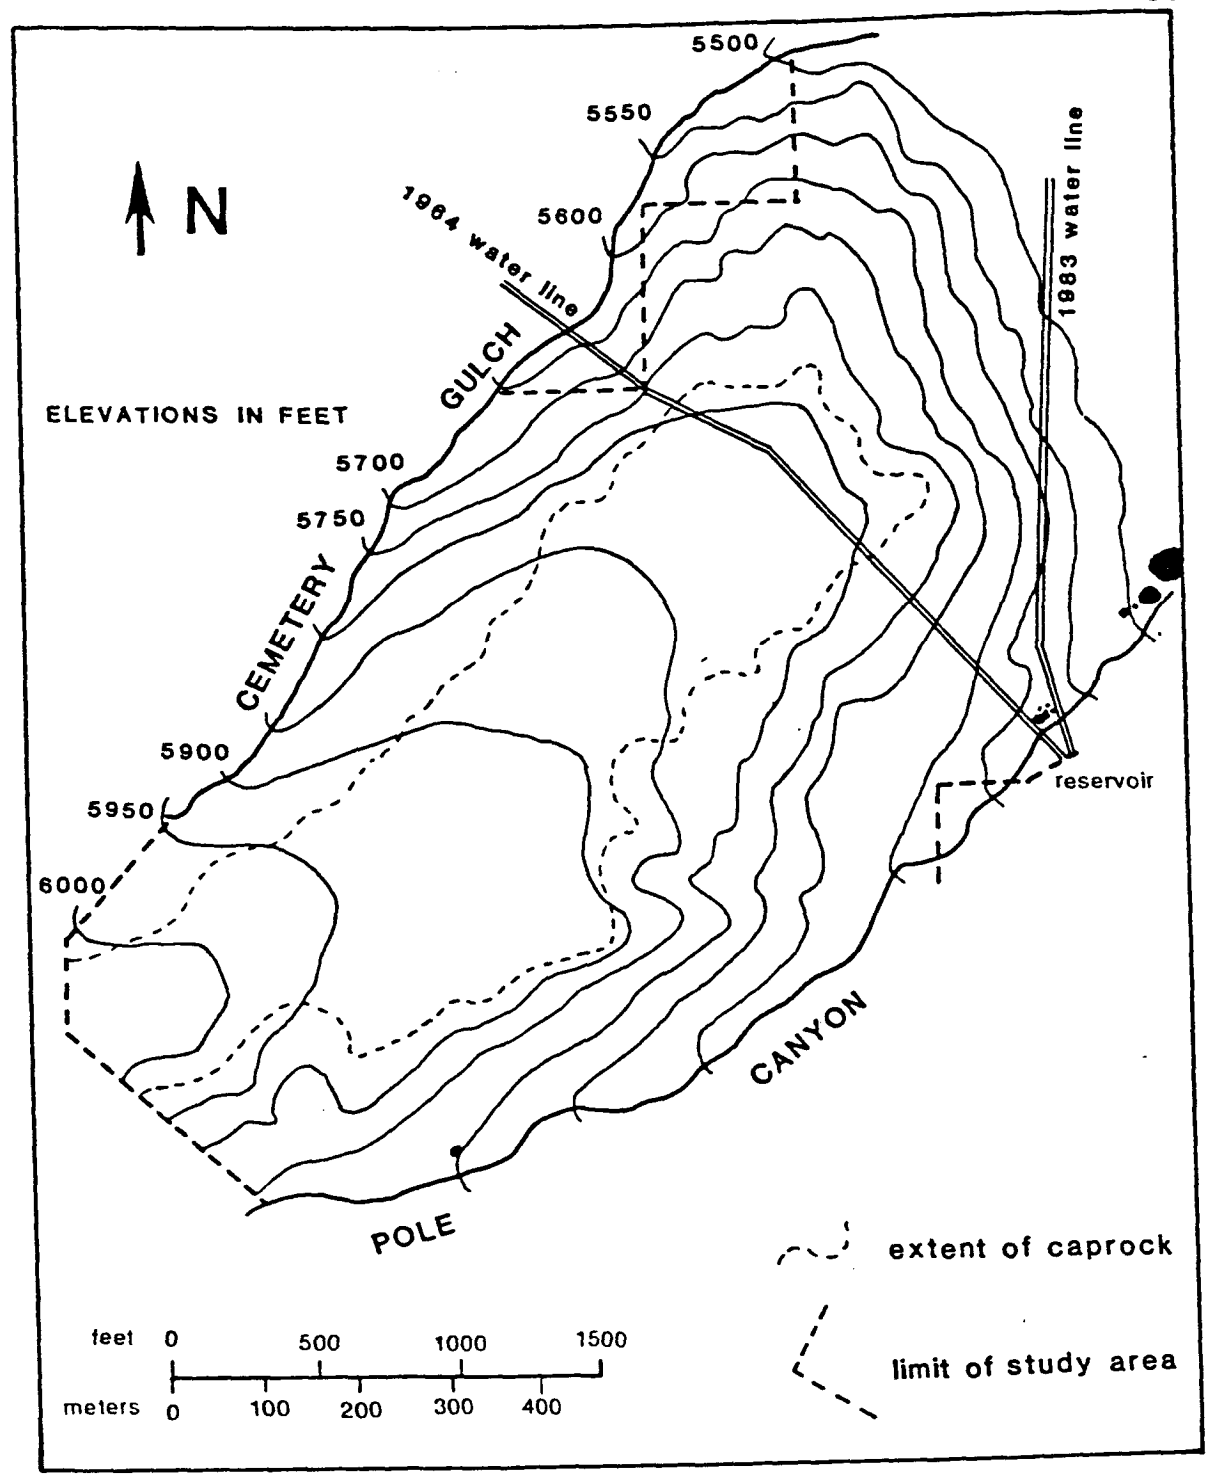 5500
5550
1983 water line
N
1964 water line
5600
GULCH
ELEVATIONS IN FEET
5700
5750
CEMETERY
5900
5950
reservoir
6000
CANYON
POLE
extent of caprock
limit of study area
feet 0 500 1000 1500
meters 0 100 200 300 400